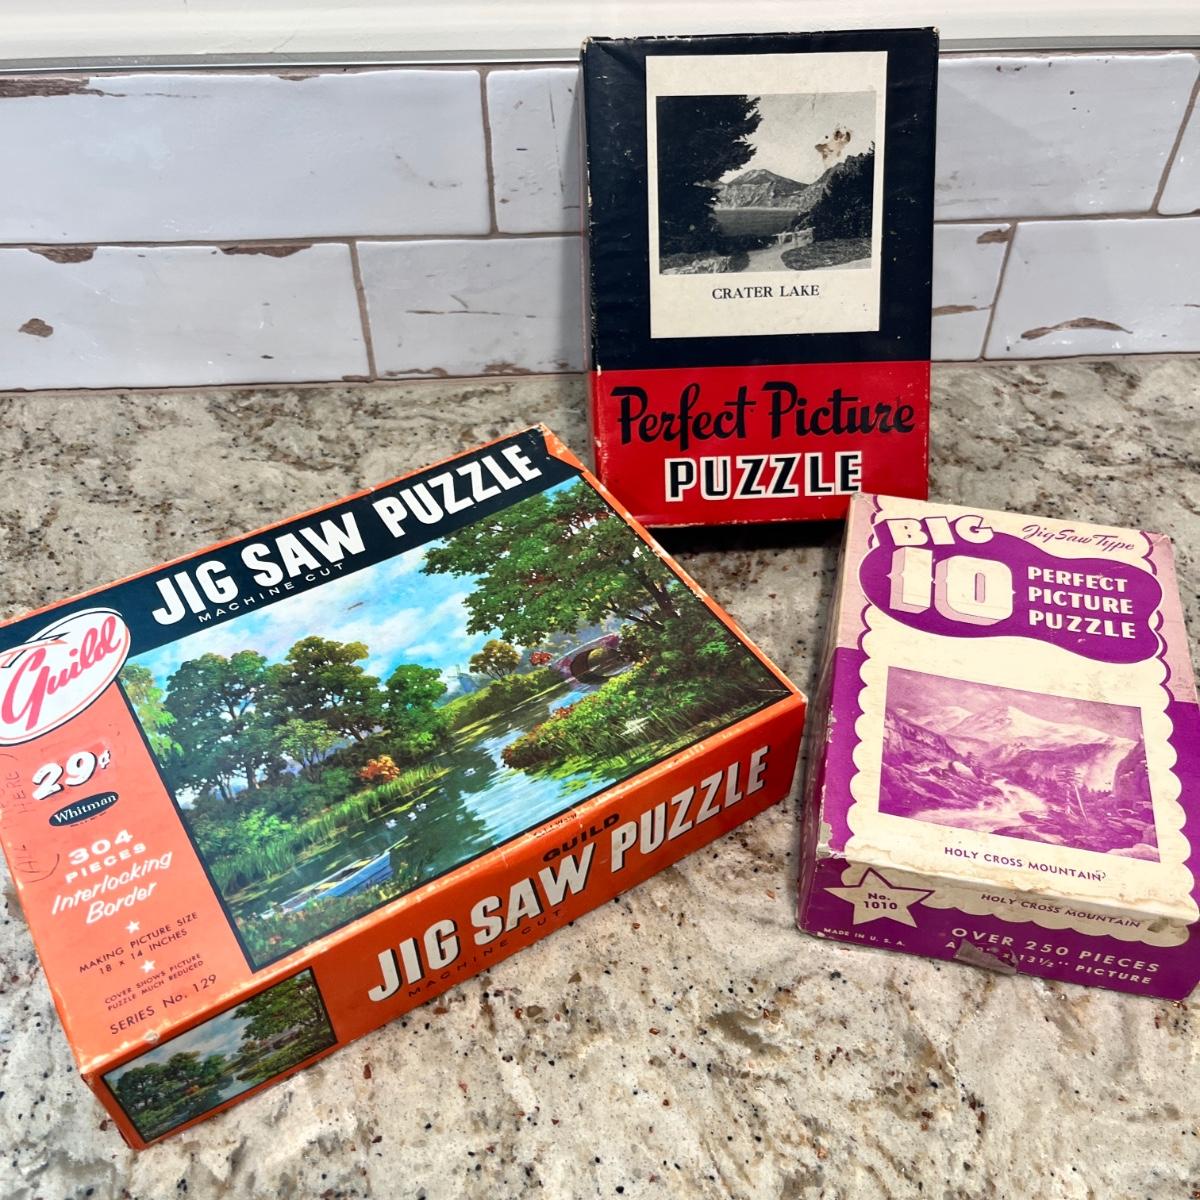 CRATER LAKE
Perfect Picture
PUZZLE
JIG SAW PUZZLE
MACHINE CUT
Guild
29¢
Whitman
304
PIECES
Interlocking
Border
MAKING PICTURE SIZE
18 x 14 INCHES
COVER SHOWS PICTURE
PUZZLE MUCH REDUCED
SERIES No. 129
GUILD
JIG SAW PUZZLE
MACHINE CUT
BIG
Jig Saw Type
10
PERFECT
PICTURE
PUZZLE
HOLY CROSS MOUNTAIN
No.
1010
HOLY CROSS MOUNTAIN
MADE IN U. S. A.
OVER 250 PIECES
x 13½" PICTURE